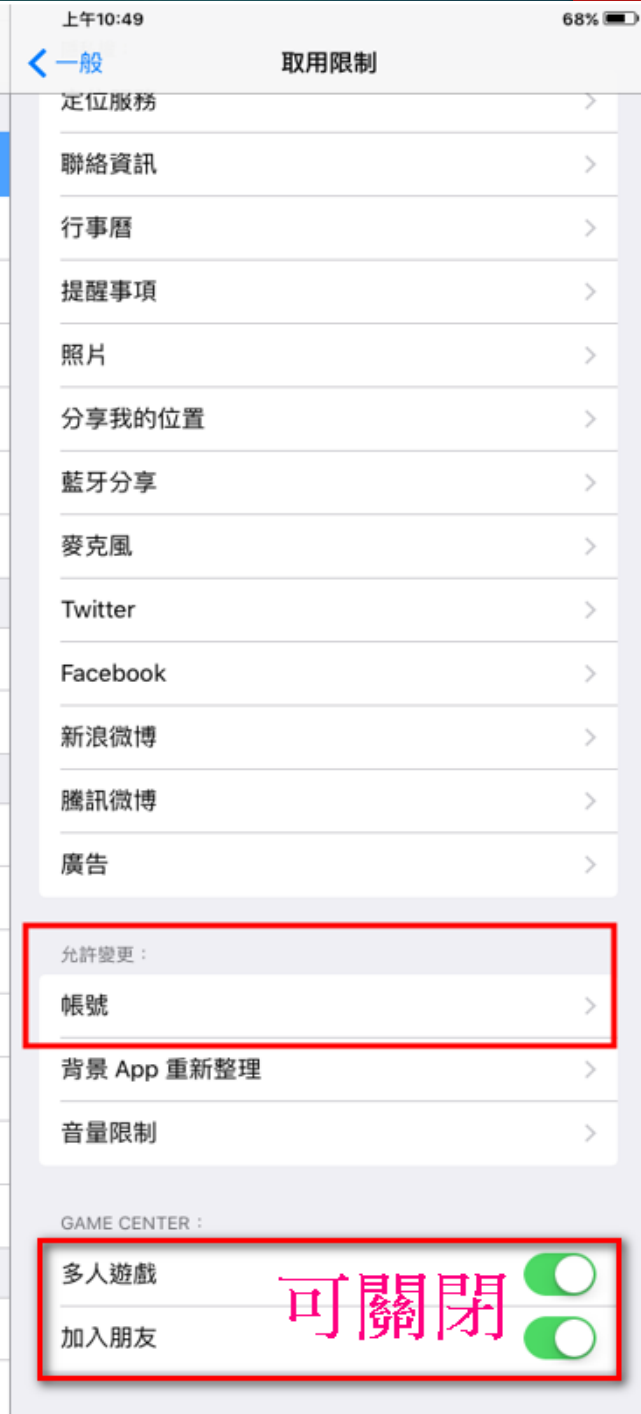 上午10:49 68%
一般 取用限制
定位服務
聯絡資訊
行事曆
提醒事項
照片
分享我的位置
藍牙分享
麥克風
Twitter
Facebook
新浪微博
騰訊微博
廣告
允許變更：
帳號
背景 App 重新整理
音量限制
GAME CENTER：
多人遊戲
可關閉
加入朋友